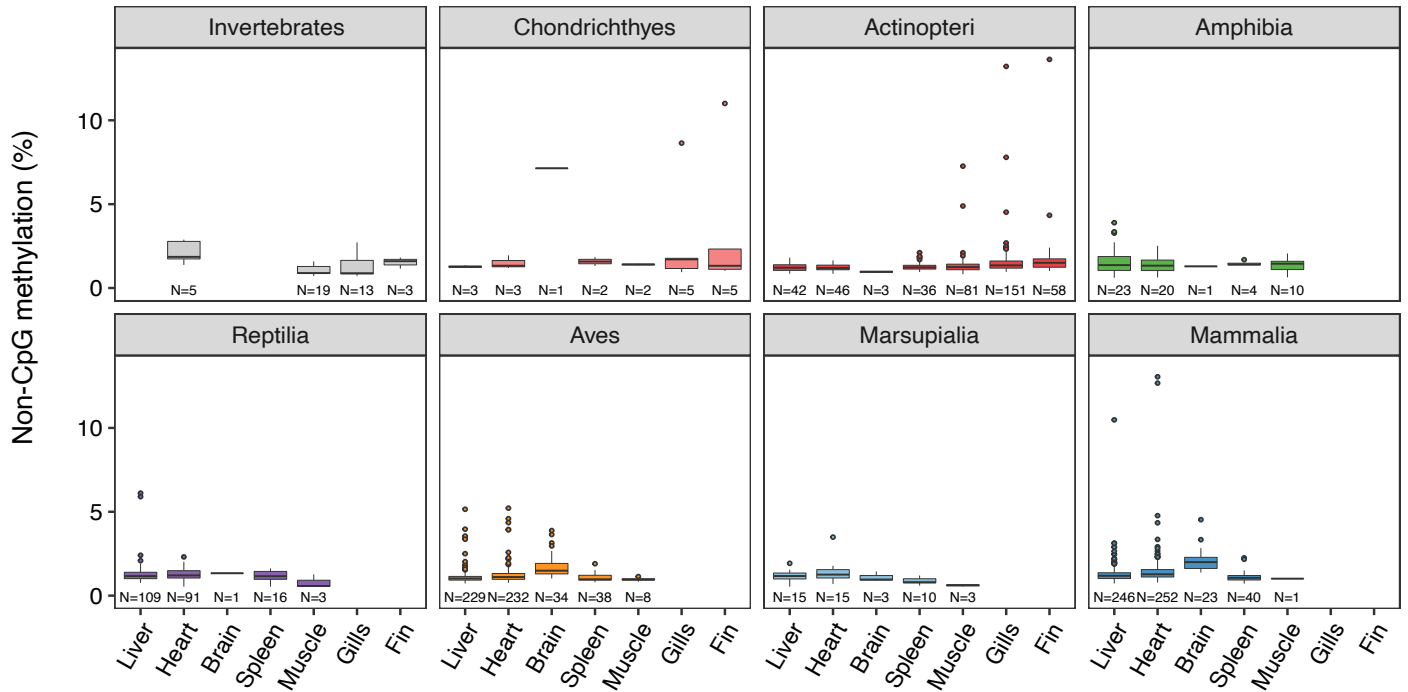 Non-CpG methylation (%)
Invertebrates Chondrichthyes Actinopteri Amphibia
10
5
0
N=5 N=19 N=13 N=3 N=3 N=3 N=1 N=2 N=2 N=5 N=5 N=42 N=46 N=3 N=36 N=81 N=151 N=58 N=23 N=20 N=1 N=4 N=10
Reptilia Aves Marsupialia Mammalia
10
5
0
N=109 N=91 N=1 N=16 N=3 N=229 N=232 N=34 N=38 N=8 N=15 N=15 N=3 N=10 N=3 N=246 N=252 N=23 N=40 N=1
Liver Heart Brain Spleen Muscle Gills Fin Liver Heart Brain Spleen Muscle Gills Fin Liver Heart Brain Spleen Muscle Gills Fin Liver Heart Brain Spleen Muscle Gills Fin